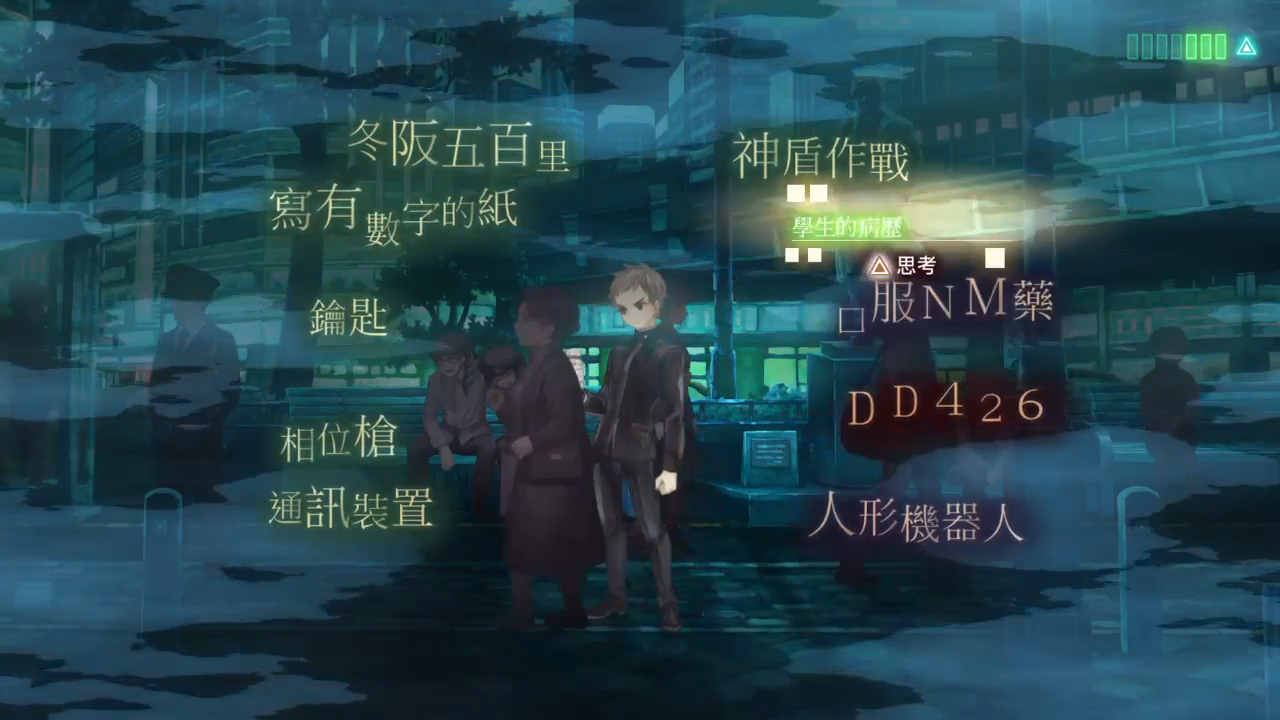 冬阪五百里
寫有數字的紙
鑰匙
相位槍
通訊裝置
神盾作戰
學生的病歷
思考
口服NM藥
DD426
人形機器人